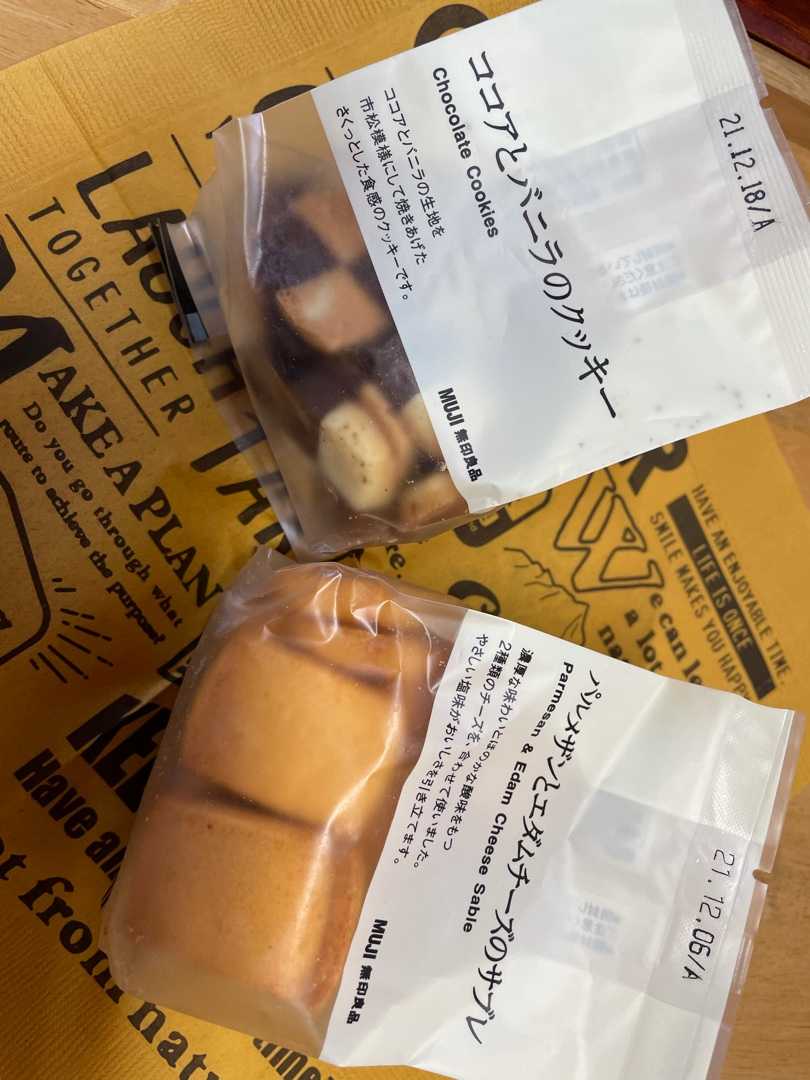 21.12.18/A
ココアとバニラのクッキー
Chocolate Cookies
ココアとバニラの生地を
市松模様にして焼きあげた
さくっとした食感のクッキーです。
MUJI 無印良品
21.12.06/A
パルメザンとエダムチーズのサブレ
Parmesan & Edam Cheese Sable
濃厚な味わいとほのかな酸味をもつ
2種類のチーズを、合わせて使いました。
やさしい塩味がおいしさを引き立てます。
MUJI 無印良品
TOGETHER
MAKE A PLAN
Do you go through what
route to achieve the purpose?
HAVE AN ENJOYABLE TIME.
LIFE IS ONCE
SMILE MAKES YOU HAPPY
We can
a lot
Have an
from